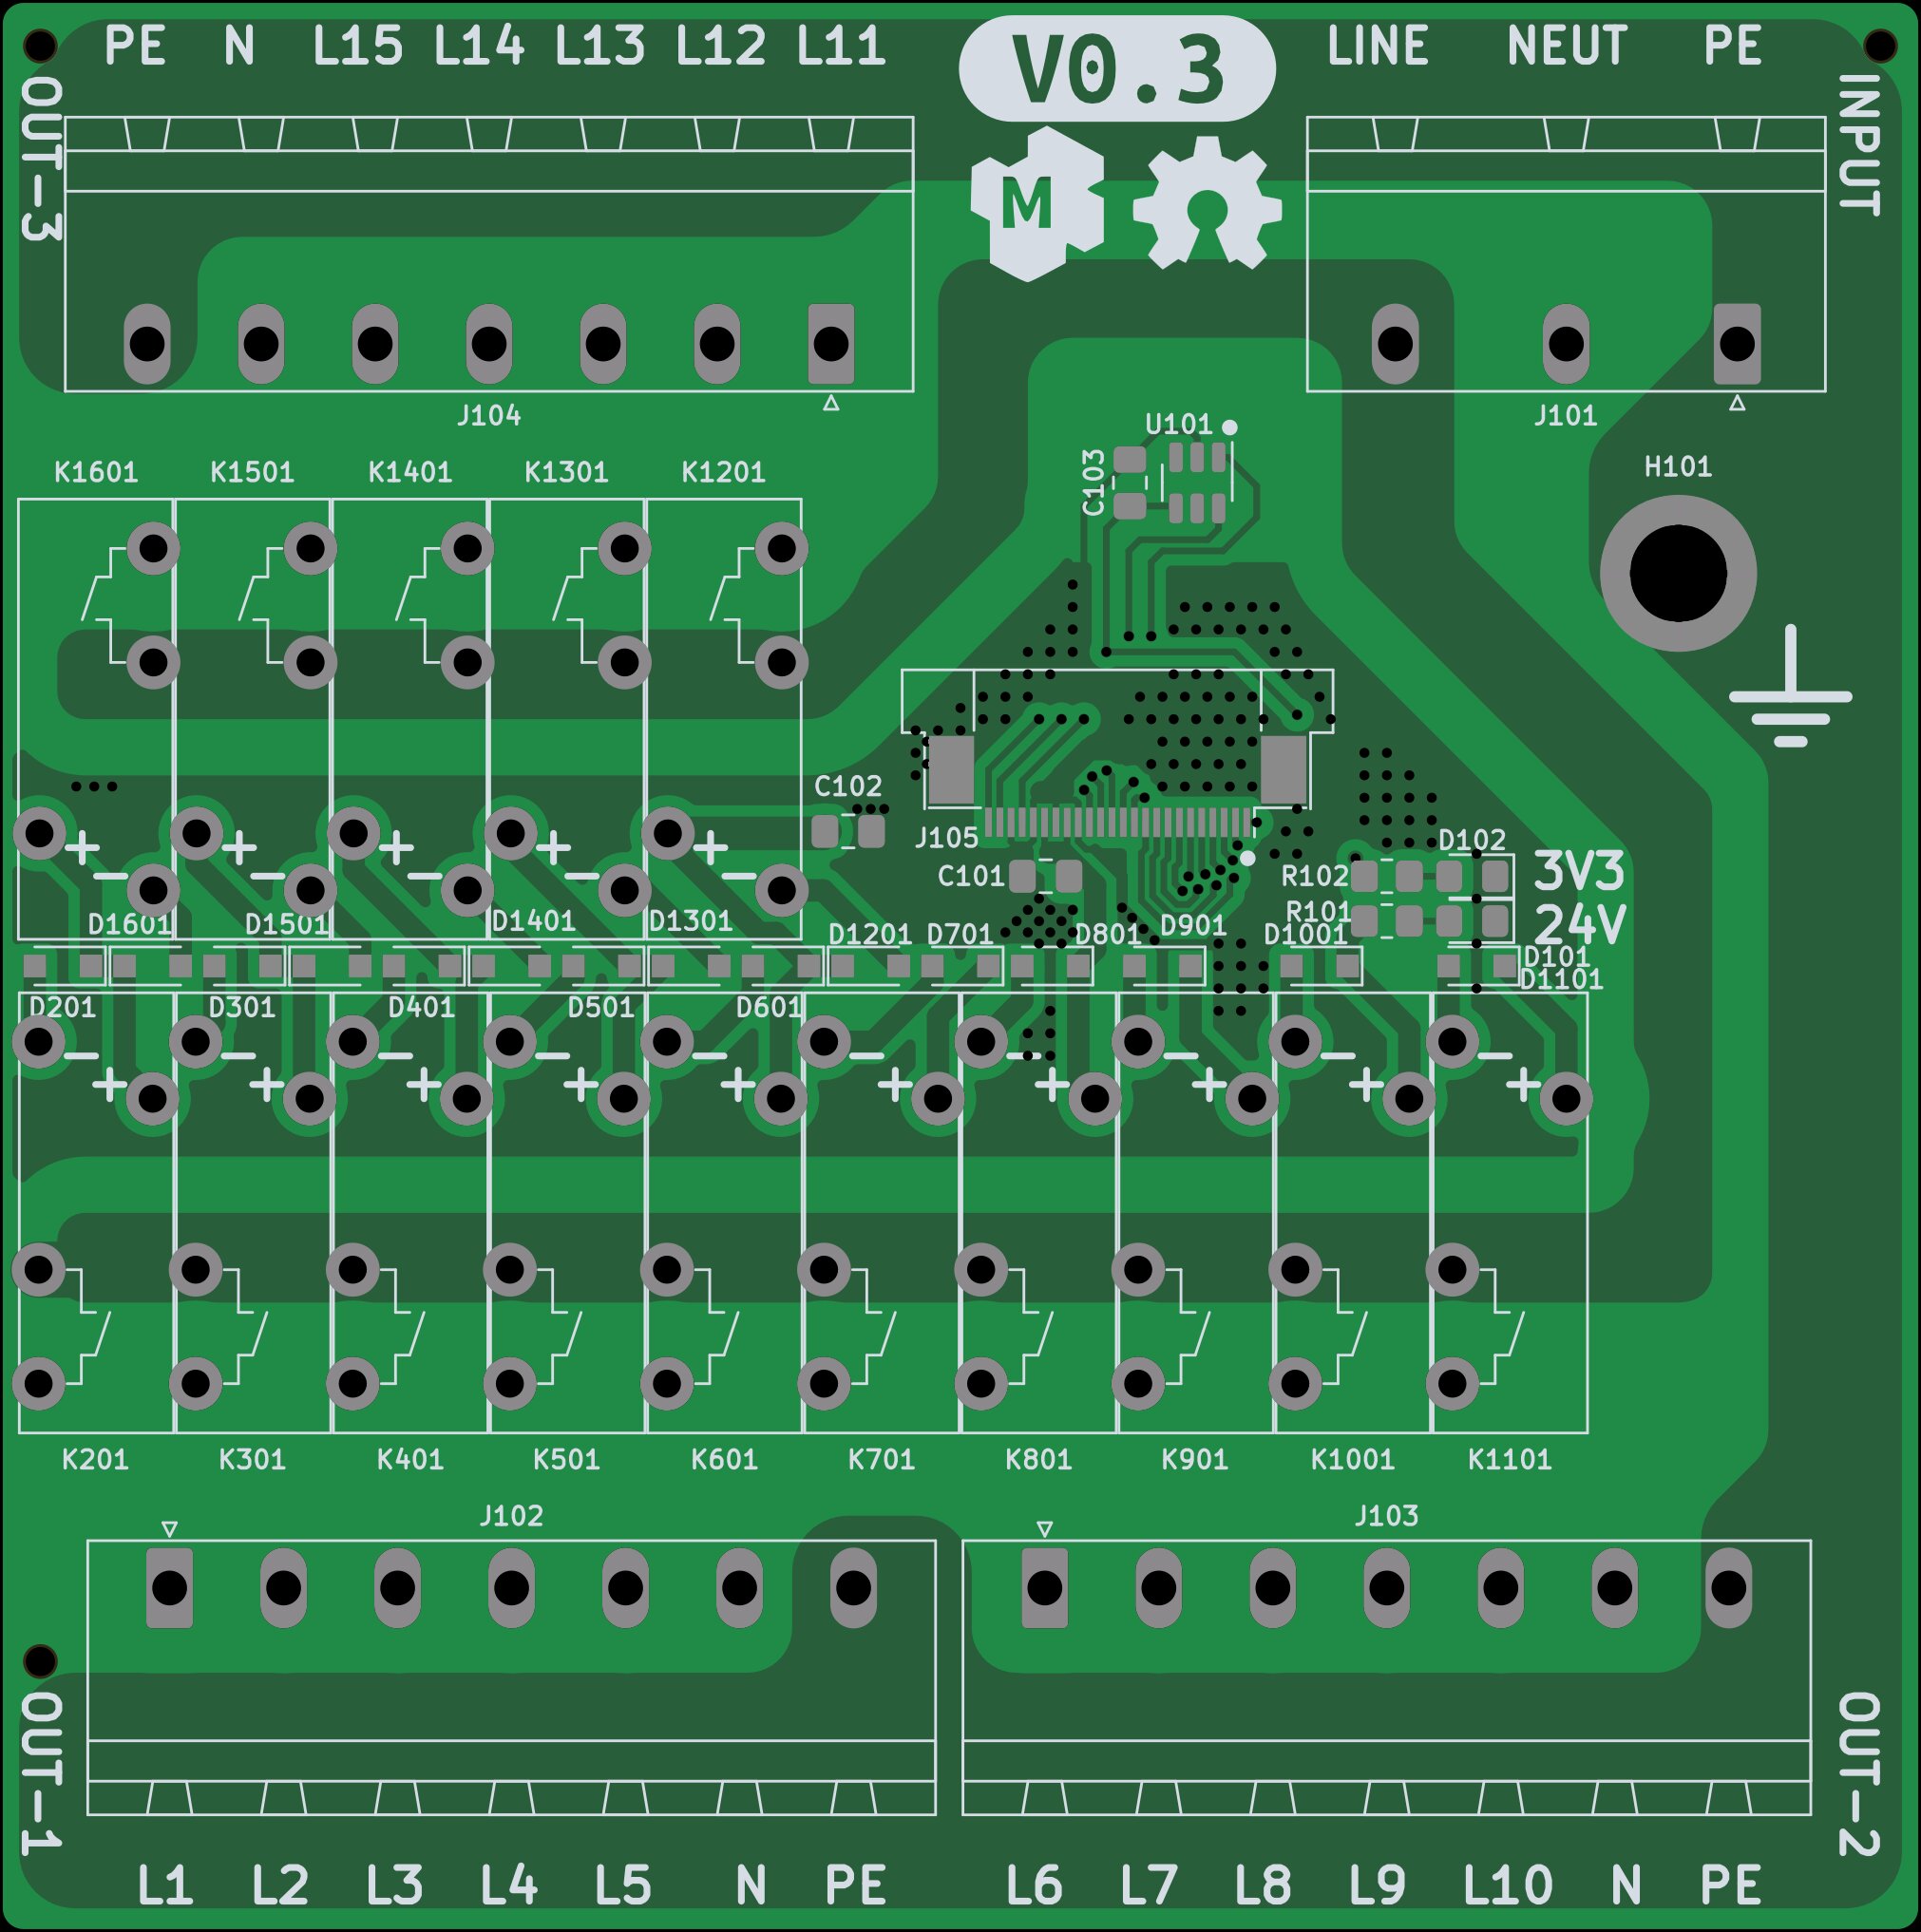 PE N L15 L14 L13 L12 L11
V0.3
LINE NEUT PE
OUT-3
INPUT
M
J104
J101
U101
C103
H101
K1601 K1501 K1401 K1301 K1201
C102
J105
C101
D102
R102
3V3
R101
24V
D1601 D1501 D1401 D1301 D1201 D701 D801 D901 D1001
D101
D1101
D201 D301 D401 D501 D601
K201 K301 K401 K501 K601 K701 K801 K901 K1001 K1101
J102
J103
OUT-1
OUT-2
L1 L2 L3 L4 L5 N PE
L6 L7 L8 L9 L10 N PE